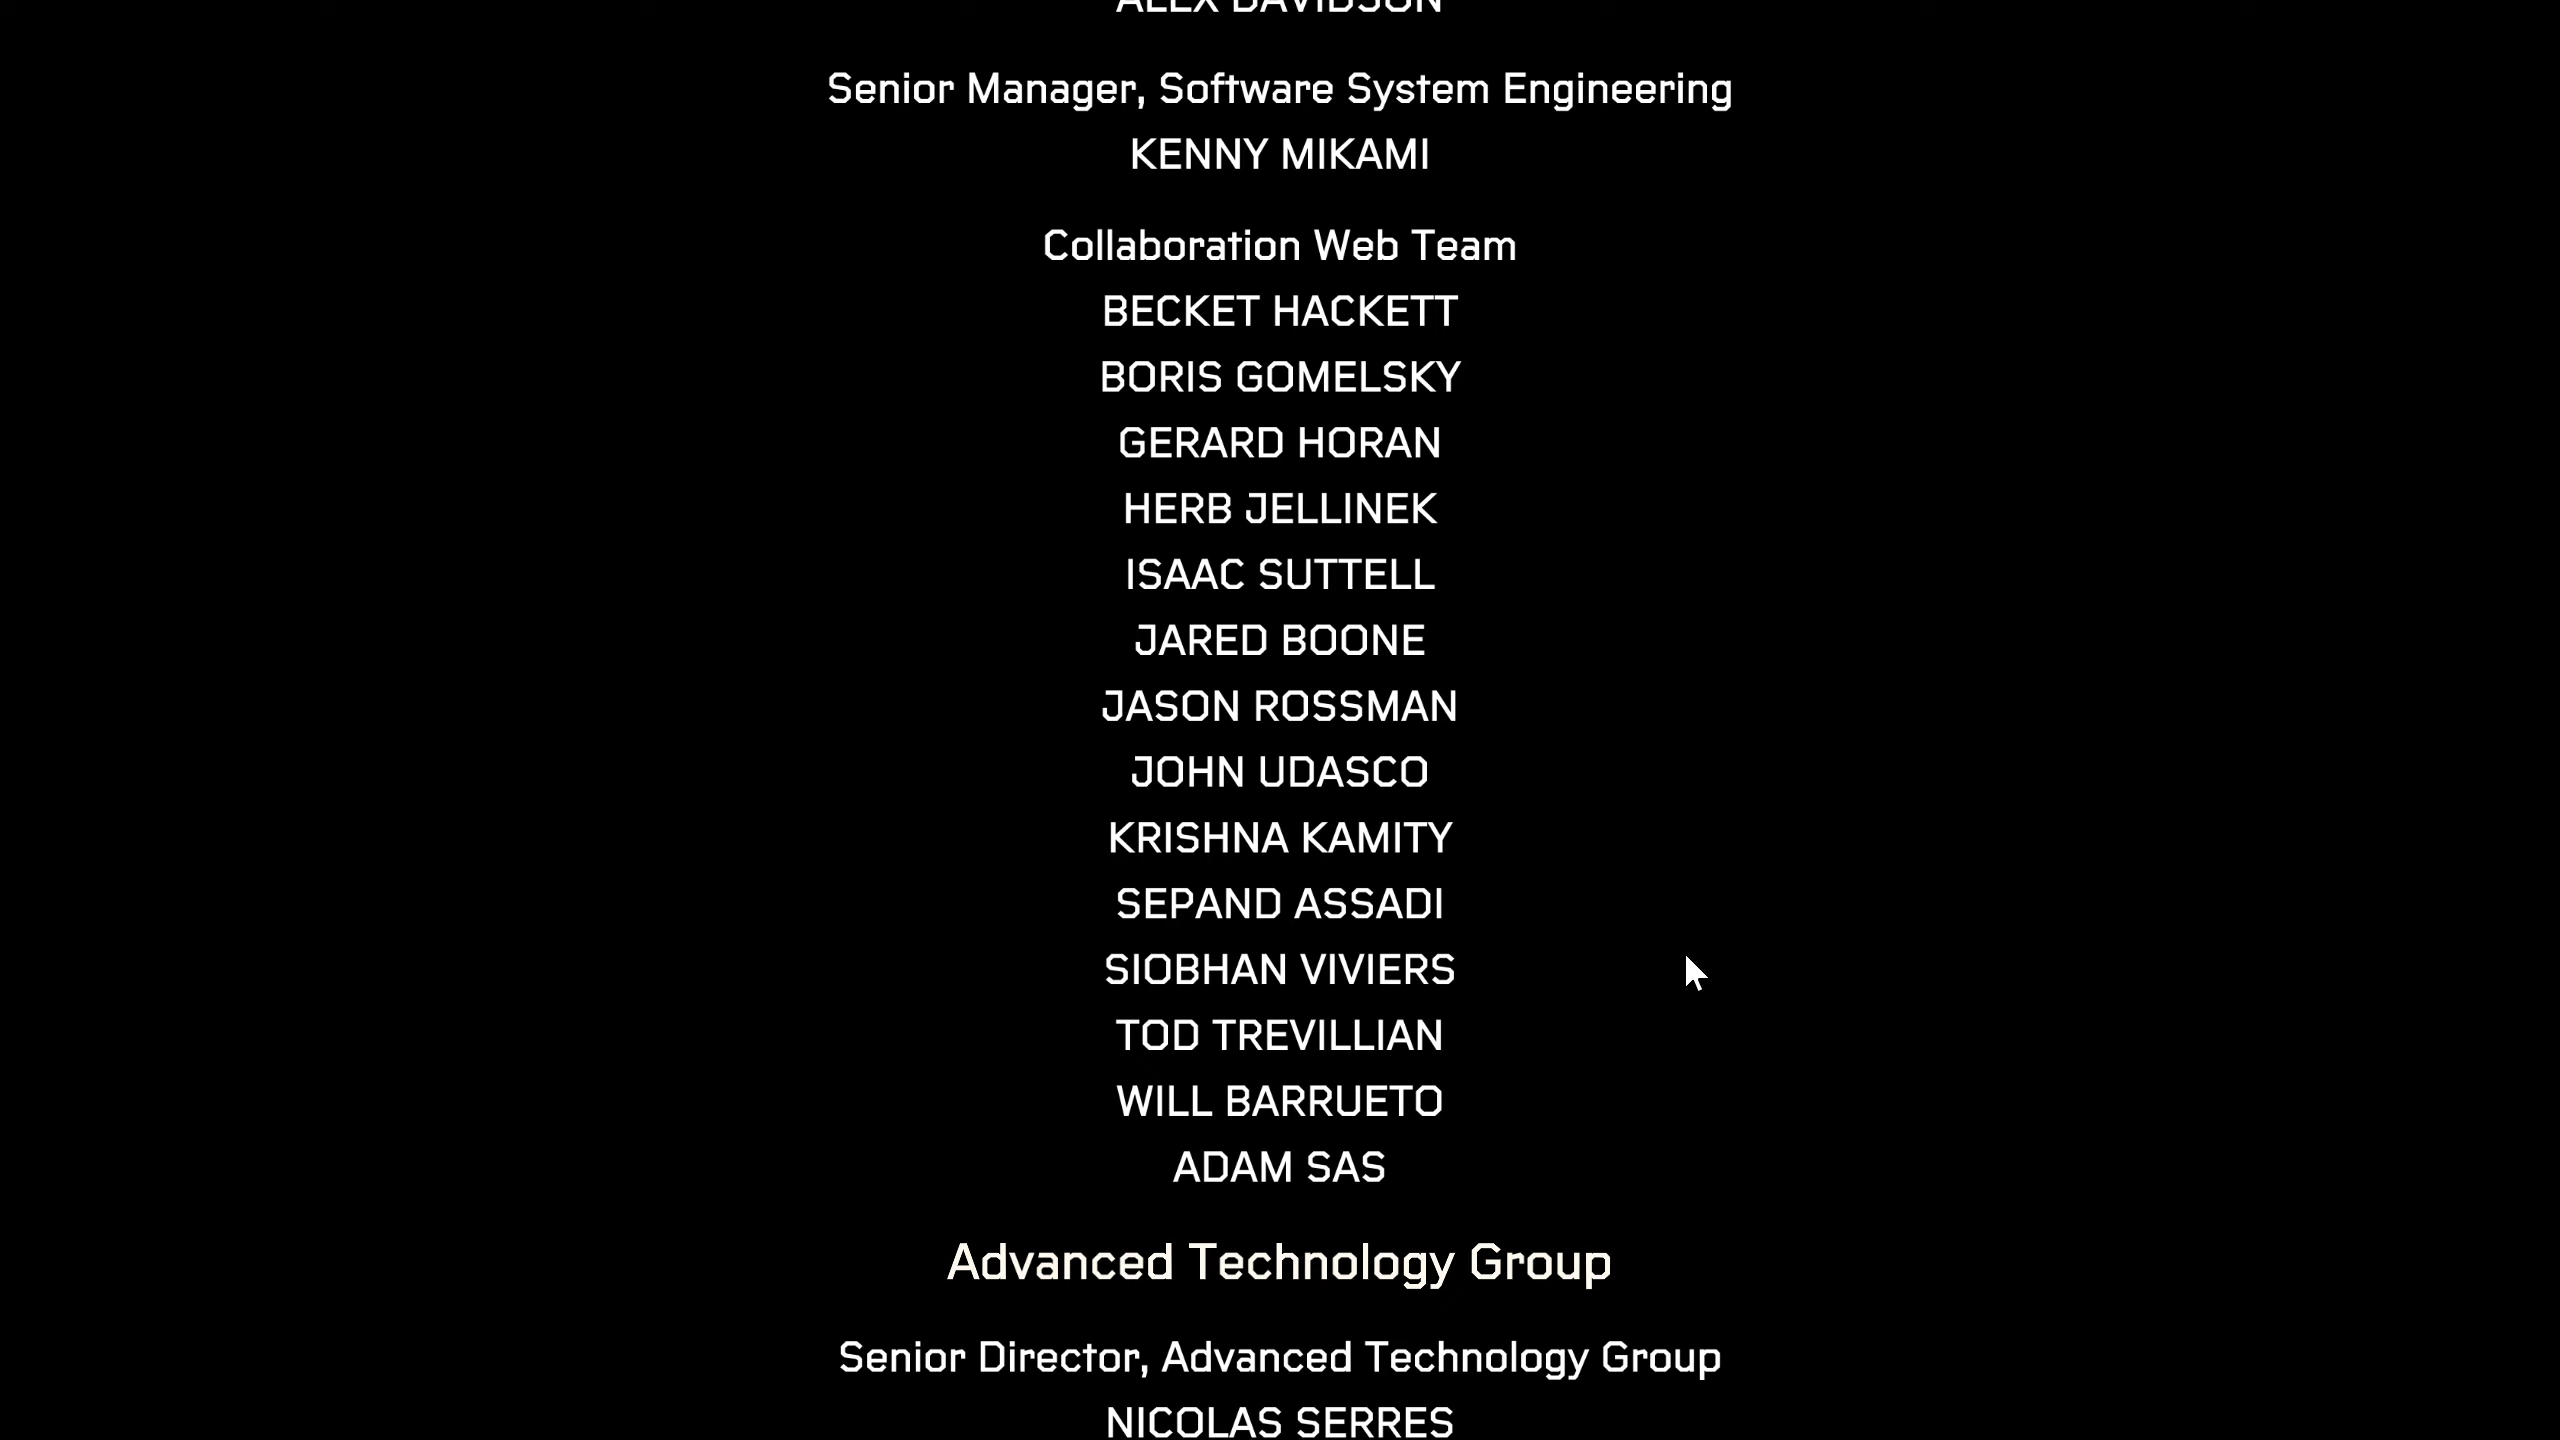 ALEX DAVIDSON
Senior Manager, Software System Engineering
KENNY MIKAMI
Collaboration Web Team
BECKET HACKETT
BORIS GOMELSKY
GERARD HORAN
HERB JELLINEK
ISAAC SUTTELL
JARED BOONE
JASON ROSSMAN
JOHN UDASCO
KRISHNA KAMITY
SEPAND ASSADI
SIOBHAN VIVIERS
TOD TREVILLIAN
WILL BARRUETO
ADAM SAS
Advanced Technology Group
Senior Director, Advanced Technology Group
NICOLAS SERRES